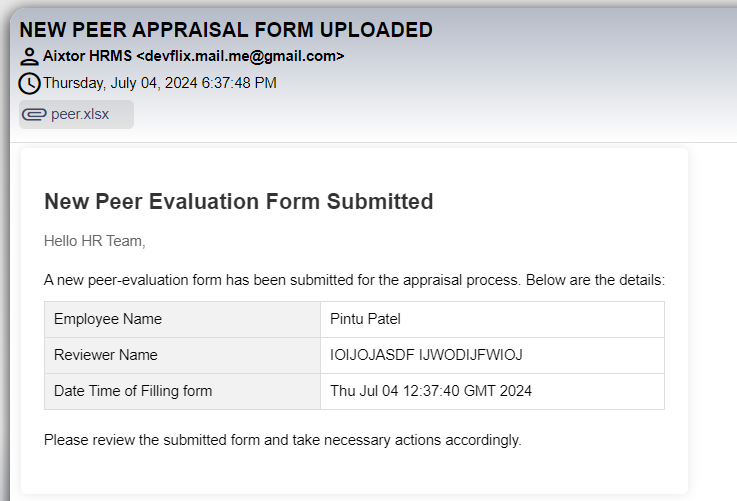 NEW PEER APPRAISAL FORM UPLOADED
Aixtor HRMS <devflix.mail.me@gmail.com>
Thursday, July 04, 2024 6:37:48 PM
peer.xlsx
New Peer Evaluation Form Submitted
Hello HR Team,
A new peer-evaluation form has been submitted for the appraisal process. Below are the details:
Employee Name Pintu Patel
Reviewer Name IOIJOJASDF IJWODIJFWIOJ
Date Time of Filling form Thu Jul 04 12:37:40 GMT 2024
Please review the submitted form and take necessary actions accordingly.